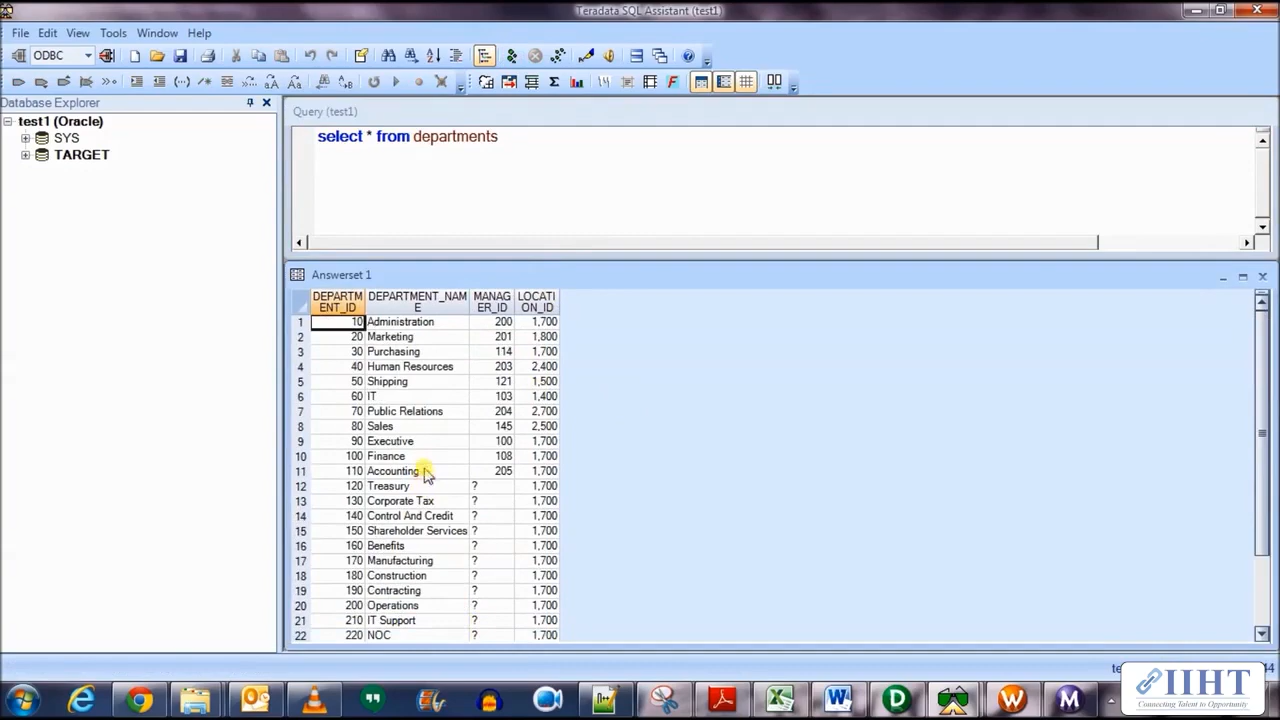 Teradata SQL Assistant (test1)
File Edit View Tools Window Help
ODBC
Database Explorer
test1 (Oracle)
SYS
TARGET
Query (test1)
select * from departments
Answerset 1
DEPARTM DEPARTMENT_NAM MANAG LOCATI
ENT_ID E ER_ID ON_ID
1 10 Administration 200 1,700
2 20 Marketing 201 1,800
3 30 Purchasing 114 1,700
4 40 Human Resources 203 2,400
5 50 Shipping 121 1,500
6 60 IT 103 1,400
7 70 Public Relations 204 2,700
8 80 Sales 145 2,500
9 90 Executive 100 1,700
10 100 Finance 108 1,700
11 110 Accounting 205 1,700
12 120 Treasury ? 1,700
13 130 Corporate Tax ? 1,700
14 140 Control And Credit ? 1,700
15 150 Shareholder Services ? 1,700
16 160 Benefits ? 1,700
17 170 Manufacturing ? 1,700
18 180 Construction ? 1,700
19 190 Contracting ? 1,700
20 200 Operations ? 1,700
21 210 IT Support ? 1,700
22 220 NOC ? 1,700
IIHT
Connecting Talent to Opportunity